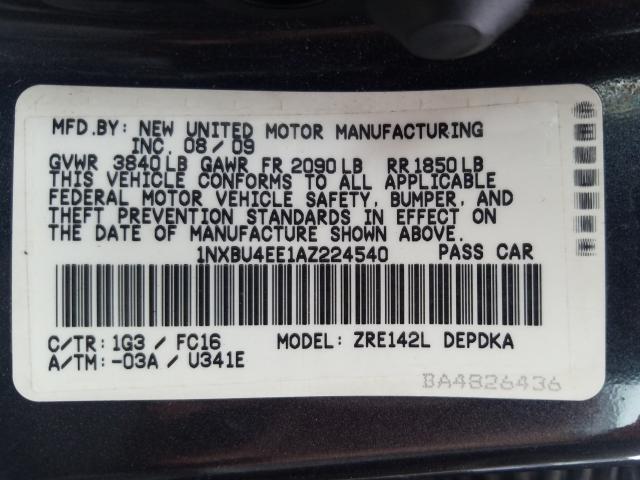 MFD.BY: NEW UNITED MOTOR MANUFACTURING
INC. 08/09
GVWR 3840LB GAWR FR 2090LB RR1850LB
THIS VEHICLE CONFORMS TO ALL APPLICABLE
FEDERAL MOTOR VEHICLE SAFETY, BUMPER, AND
THEFT PREVENTION STANDARDS IN EFFECT ON
THE DATE OF MANUFACTURE SHOWN ABOVE.
1NXBU4EE1AZ224540 PASS CAR
C/TR: 1G3 / FC16 MODEL: ZRE142L DEPDKA
A/TM: -03A / U341E
BA4826436